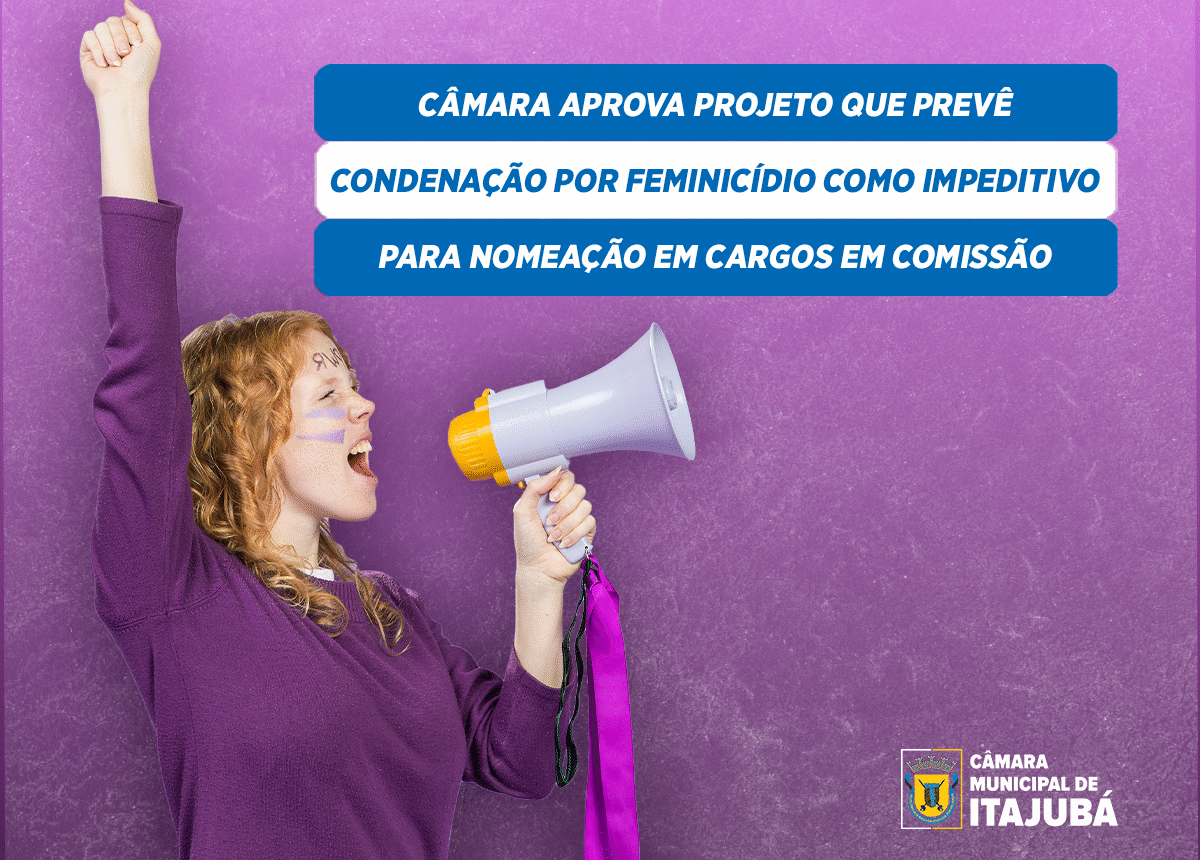 CÂMARA APROVA PROJETO QUE PREVÊ
CONDENAÇÃO POR FEMINICÍDIO COMO IMPEDITIVO
PARA NOMEAÇÃO EM CARGOS EM COMISSÃO
CÂMARA
MUNICIPAL DE
ITAJUBÁ